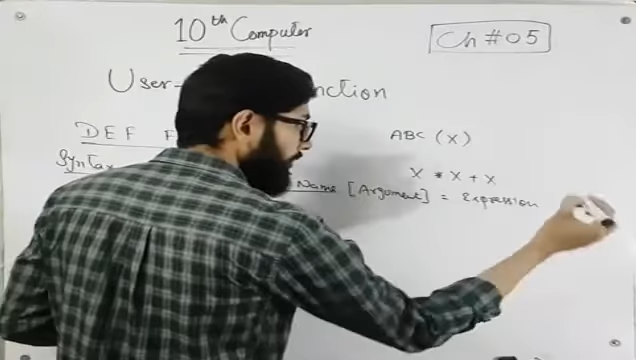 10th Computer
Ch # 05
User- nction
DEF F
ABC (X)
Syntax
X * X + X
Name [Argument] = Expression